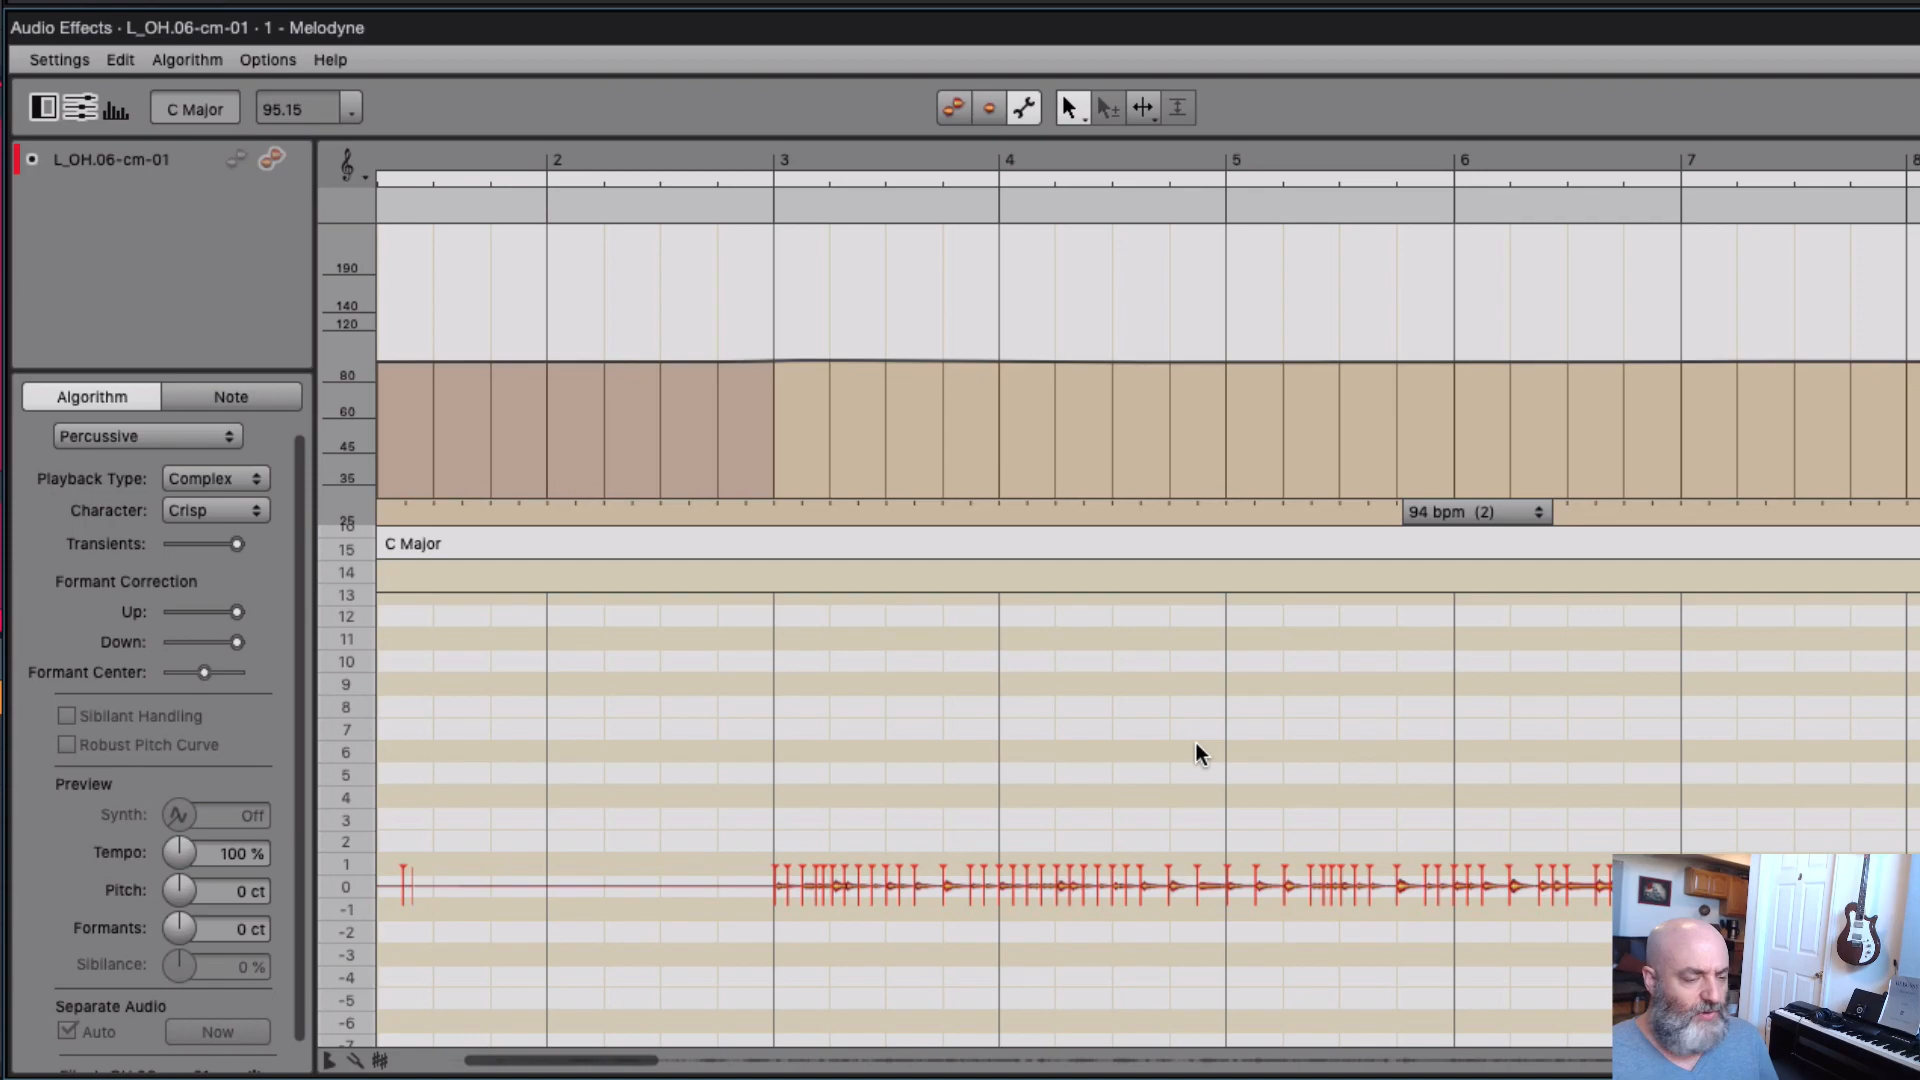 Audio Effects · L_OH.06-cm-01 · 1 - Melodyne
Settings Edit Algorithm Options Help
C Major 95.15
L_OH.06-cm-01
2 3 4 5 6 7 8
190
140
120
80
60
45
35
25
94 bpm (2)
C Major
Algorithm Note
Percussive
Playback Type: Complex
Character: Crisp
Transients:
Formant Correction
Up:
Down:
Formant Center:
Sibilant Handling
Robust Pitch Curve
Preview
Synth: Off
Tempo: 100 %
Pitch: 0 ct
Formants: 0 ct
Sibilance: 0 %
Separate Audio
Auto Now
15
14
13
12
11
10
9
8
7
6
5
4
3
2
1
0
-1
-2
-3
-4
-5
-6
-7